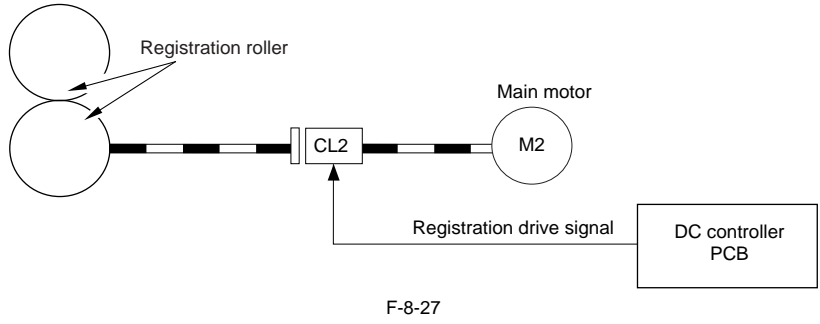 Registration roller
Main motor
CL2
M2
Registration drive signal
DC controller
PCB
F-8-27